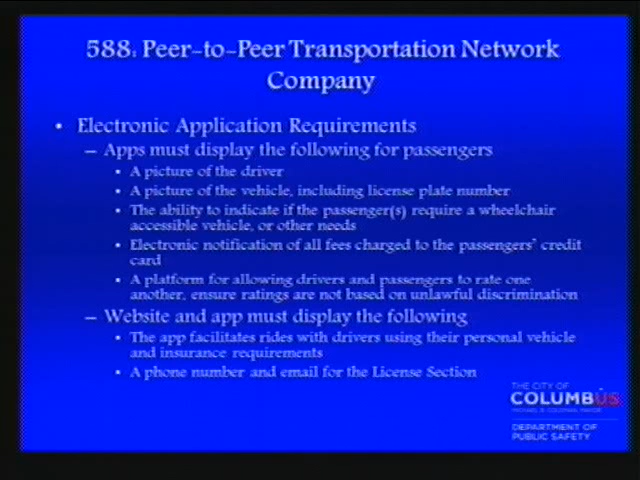 588: Peer-to-Peer Transportation Network
Company
• Electronic Application Requirements
– Apps must display the following for passengers
• A picture of the driver
• A picture of the vehicle, including license plate number
• The ability to indicate if the passenger(s) require a wheelchair
accessible vehicle, or other needs
• Electronic notification of all fees charged to the passengers' credit
card
• A platform for allowing drivers and passengers to rate one
another, ensure ratings are not based on unlawful discrimination
– Website and app must display the following
• The app facilitates rides with drivers using their personal vehicle
and insurance requirements
• A phone number and email for the License Section
THE CITY OF
COLUMBUS
MICHAEL B. COLEMAN, MAYOR
DEPARTMENT OF
PUBLIC SAFETY